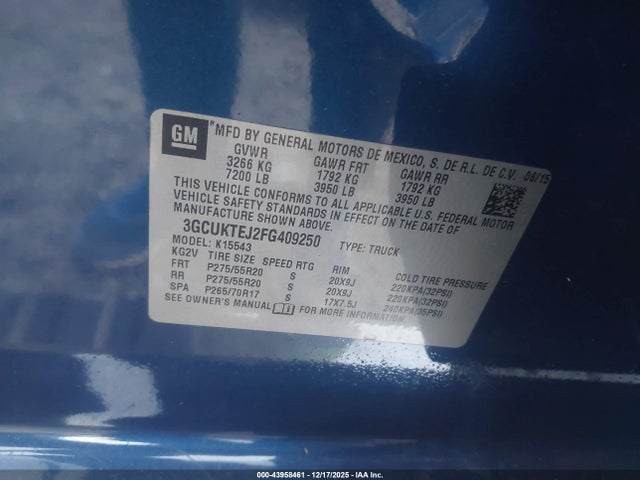 GM
*MFD BY GENERAL MOTORS DE MEXICO, S. DE R.L. DE C.V. 06/15
GVWR GAWR FRT GAWR RR
3266 KG 1792 KG 1792 KG
7200 LB 3950 LB 3950 LB
THIS VEHICLE CONFORMS TO ALL APPLICABLE U.S. FEDERAL MOTOR
VEHICLE SAFETY STANDARDS IN EFFECT ON THE DATE OF
MANUFACTURE SHOWN ABOVE.
3GCUKTEJ2FG409250 TYPE: TRUCK
MODEL: K15543
KG2V TIRE SIZE SPEED RTG RIM COLD TIRE PRESSURE
FRT P275/55R20 S 20X9J 220KPA(32PSI)
RR P275/55R20 S 20X9J 220KPA(32PSI)
SPA P265/70R17 S 17X7.5J 240KPA(35PSI)
SEE OWNER'S MANUAL FOR MORE INFORMATION
000-43958461 - 12/17/2025 - IAA Inc.